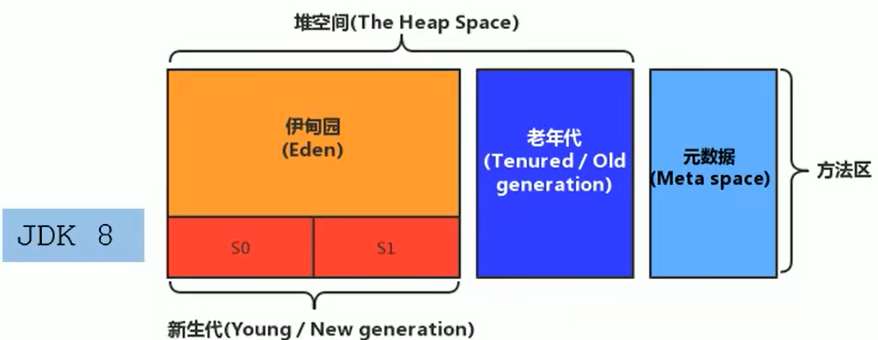 堆空间(The Heap Space)
伊甸园
(Eden)
老年代
(Tenured / Old
generation)
元数据
(Meta space)
方法区
JDK 8
S0
S1
新生代(Young / New generation)